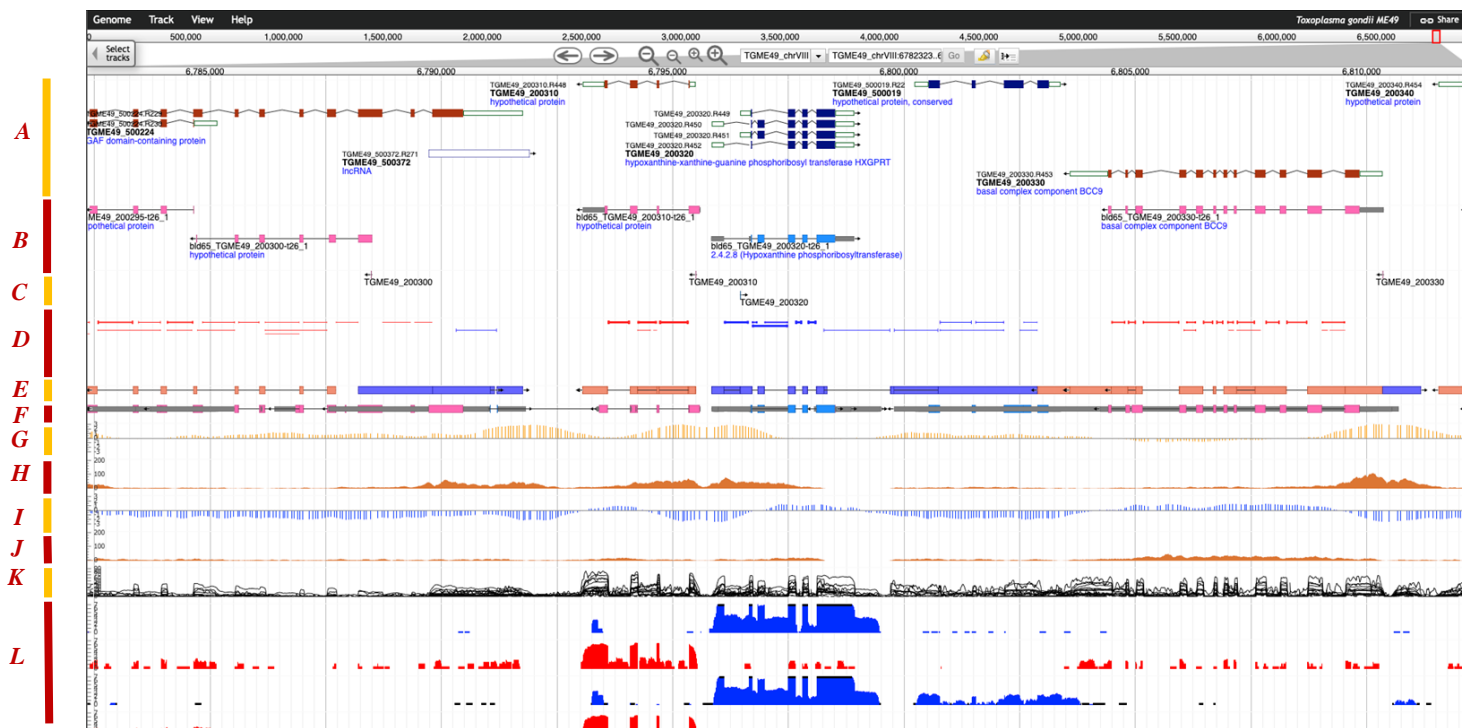 Genome Track View Help Toxoplasma gondii ME49 Share
0 500,000 1,000,000 1,500,000 2,000,000 2,500,000 3,000,000 3,500,000 4,000,000 4,500,000 5,000,000 5,500,000 6,000,000 6,500,000
Select tracks
TGME49_chrVIII TGME49_chrVIII:6782323..6 Go
6,785,000 6,790,000 6,795,000 6,800,000 6,805,000 6,810,000
A
TGME49_200310.R448
TGME49_200310
hypothetical protein
TGME49_500019.R22
TGME49_500019
hypothetical protein, conserved
TGME49_200340.R454
TGME49_200340
hypothetical protein
TGME49_500224
GAF domain-containing protein
TGME49_500372.R271
TGME49_500372
lncRNA
TGME49_200320.R449
TGME49_200320.R450
TGME49_200320.R451
TGME49_200320.R452
TGME49_200320
hypoxanthine-xanthine-guanine phosphoribosyl transferase HXGPRT
TGME49_200330.R453
TGME49_200330
basal complex component BCC9
B
ME49_200295-t26_1
pothetical protein
bld65_TGME49_200300-t26_1
hypothetical protein
bld65_TGME49_200310-t26_1
hypothetical protein
bld65_TGME49_200320-t26_1
2.4.2.8 (Hypoxanthine phosphoribosyltransferase)
bld65_TGME49_200330-t26_1
basal complex component BCC9
C
TGME49_200300
TGME49_200310
TGME49_200320
TGME49_200330
D
E
F
G
H
200
100
I
J
200
100
0
K
L